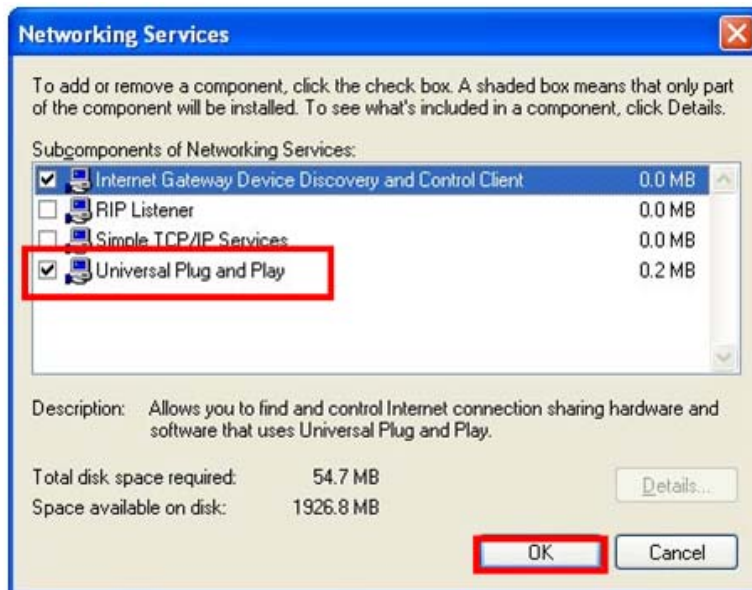 Networking Services
To add or remove a component, click the check box. A shaded box means that only part
of the component will be installed. To see what's included in a component, click Details.
Subcomponents of Networking Services:
Internet Gateway Device Discovery and Control Client 0.0 MB
RIP Listener 0.0 MB
Simple TCP/IP Services 0.0 MB
Universal Plug and Play 0.2 MB
Description: Allows you to find and control Internet connection sharing hardware and
software that uses Universal Plug and Play.
Total disk space required: 54.7 MB
Details...
Space available on disk: 1926.8 MB
OK Cancel